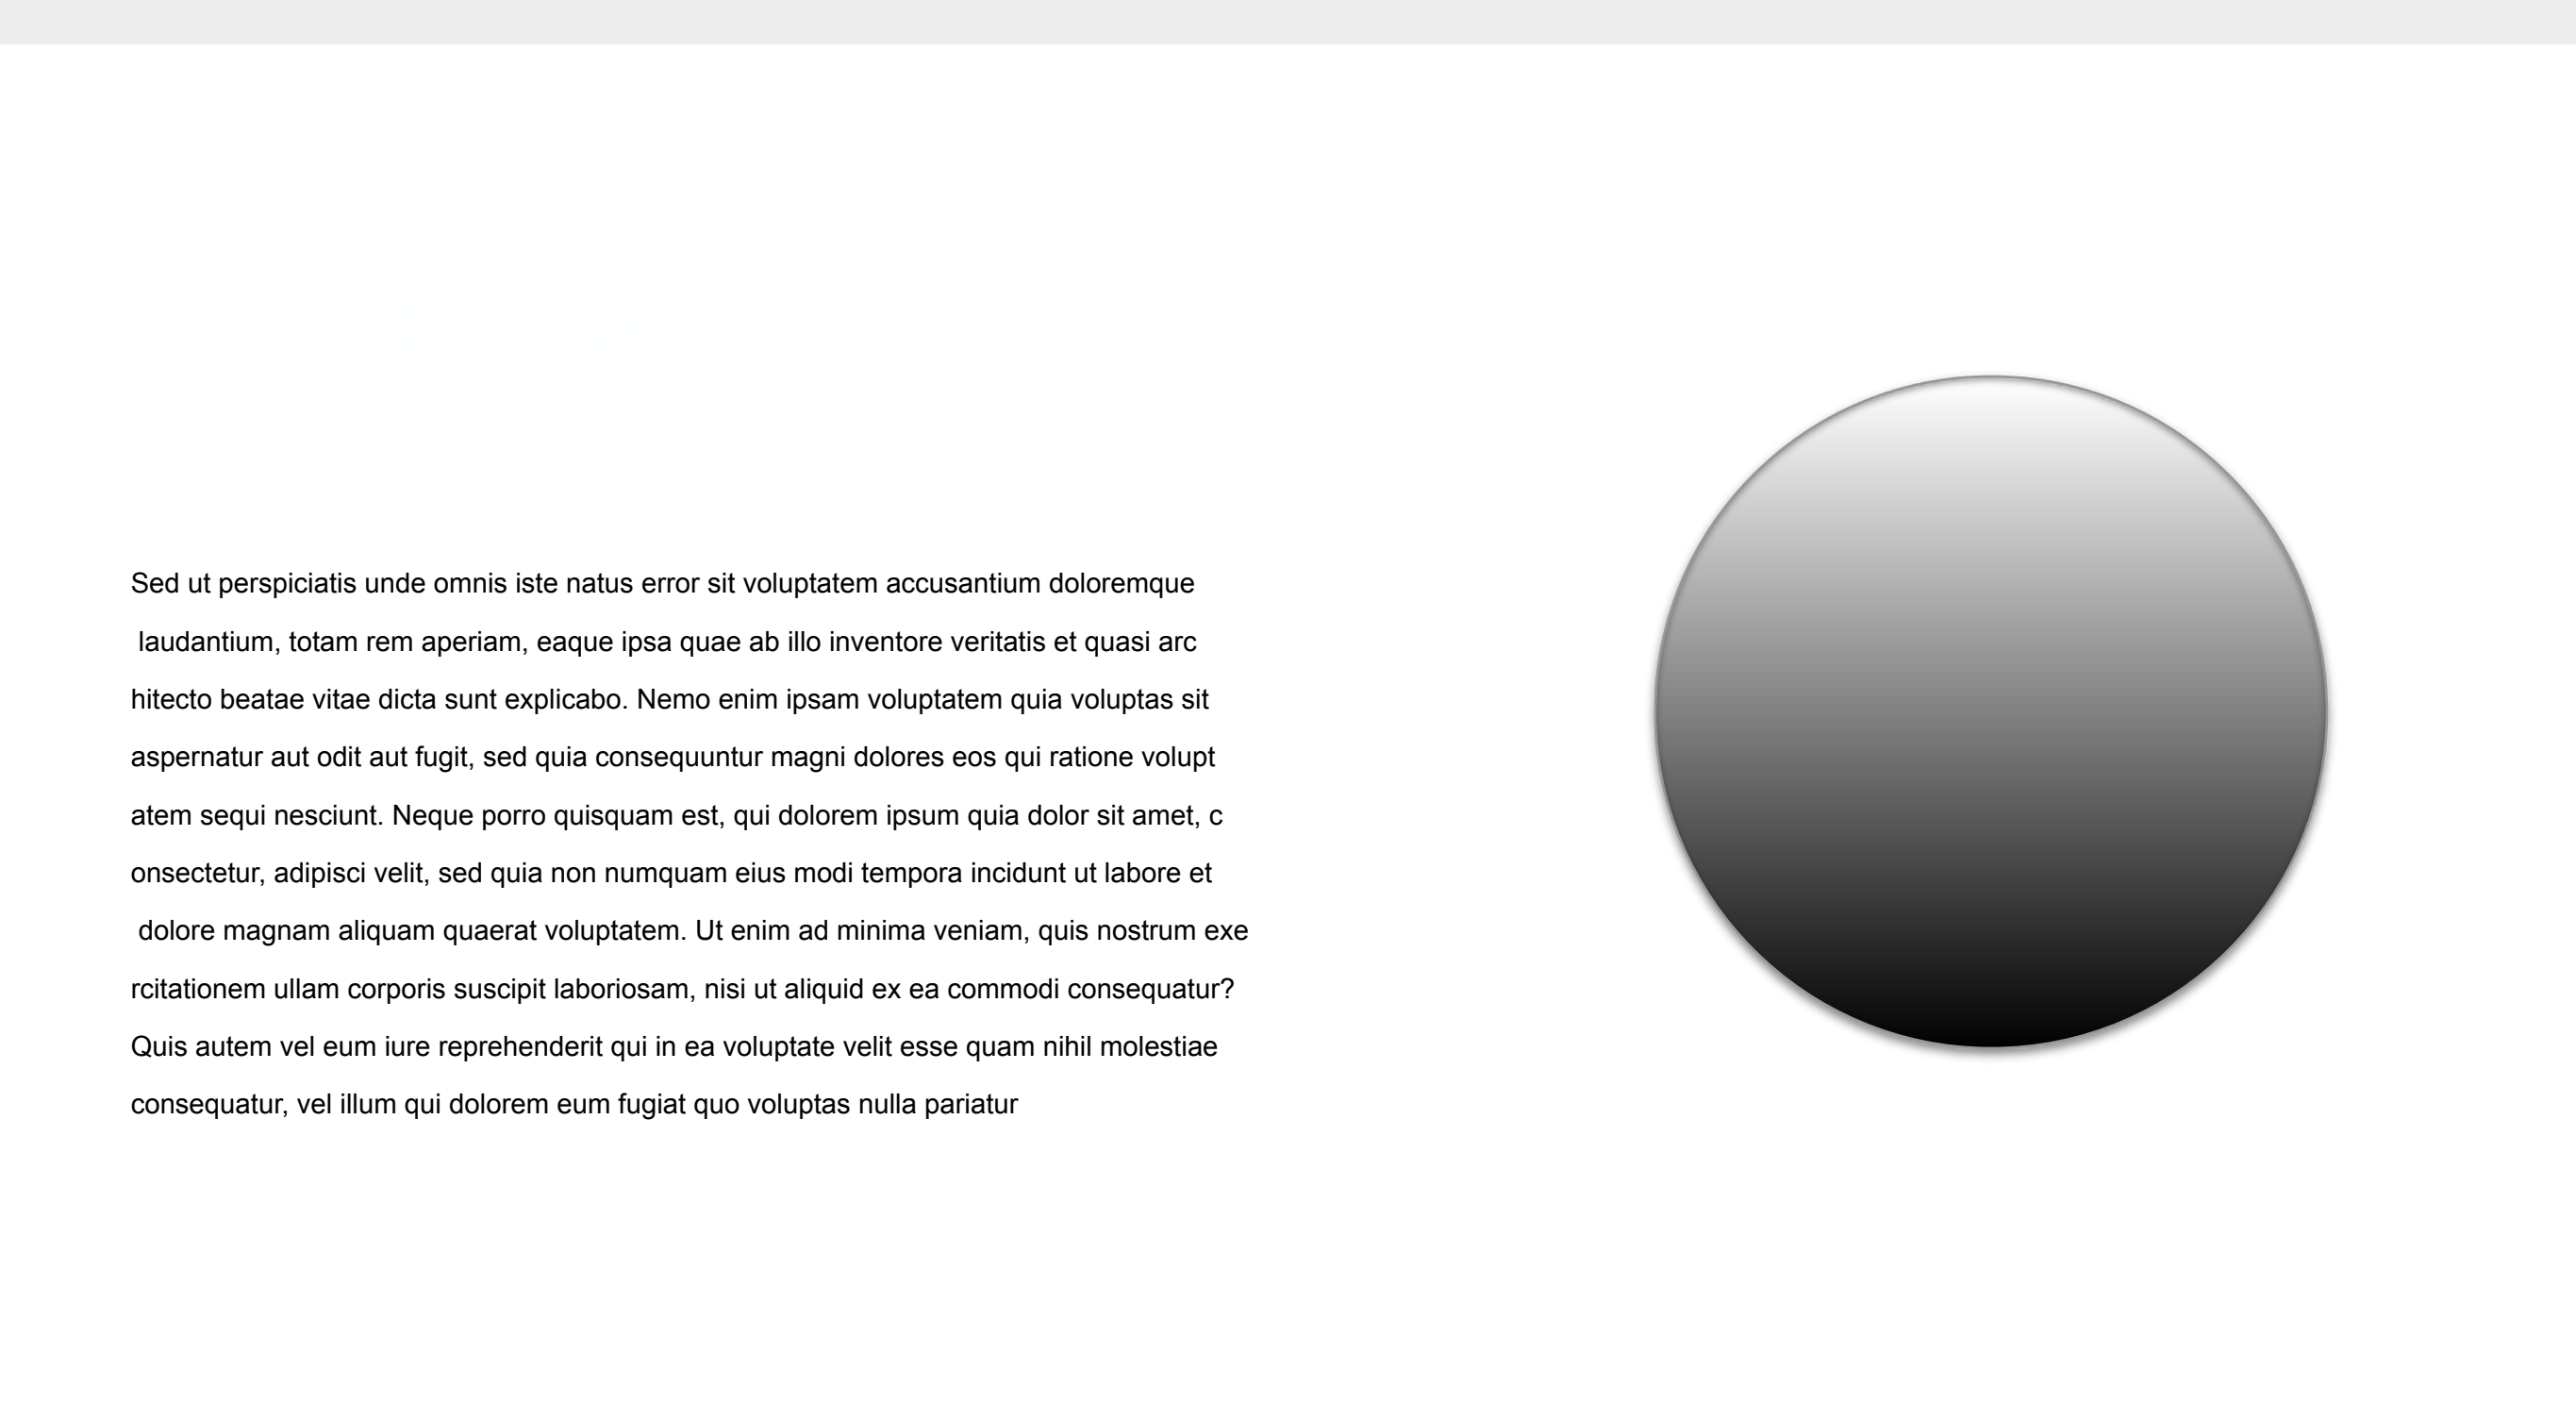 Sed ut perspiciatis unde omnis iste natus error sit voluptatem accusantium doloremque
laudantium, totam rem aperiam, eaque ipsa quae ab illo inventore veritatis et quasi arc
hitecto beatae vitae dicta sunt explicabo. Nemo enim ipsam voluptatem quia voluptas sit
aspernatur aut odit aut fugit, sed quia consequuntur magni dolores eos qui ratione volupt
atem sequi nesciunt. Neque porro quisquam est, qui dolorem ipsum quia dolor sit amet, c
onsectetur, adipisci velit, sed quia non numquam eius modi tempora incidunt ut labore et
dolore magnam aliquam quaerat voluptatem. Ut enim ad minima veniam, quis nostrum exe
rcitationem ullam corporis suscipit laboriosam, nisi ut aliquid ex ea commodi consequatur?
Quis autem vel eum iure reprehenderit qui in ea voluptate velit esse quam nihil molestiae
consequatur, vel illum qui dolorem eum fugiat quo voluptas nulla pariatur